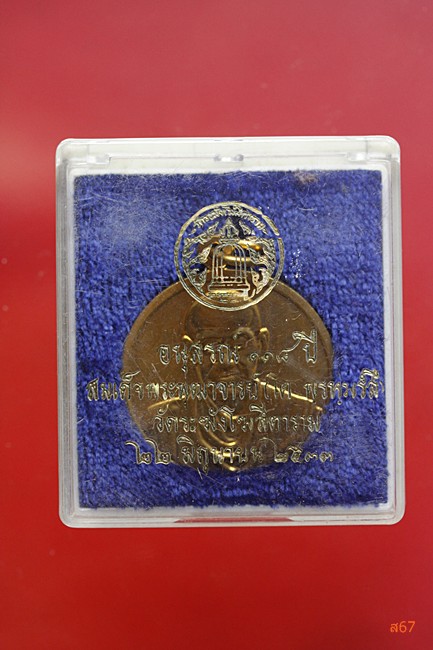 อนุสรณ์ ๑๑๘ ปี
สมเด็จพระพุฒาจารย์ (โต พรหมรังสี)
วัดระฆังโฆสิตาราม
๒๒ มิถุนายน ๒๕๓๓
ส67